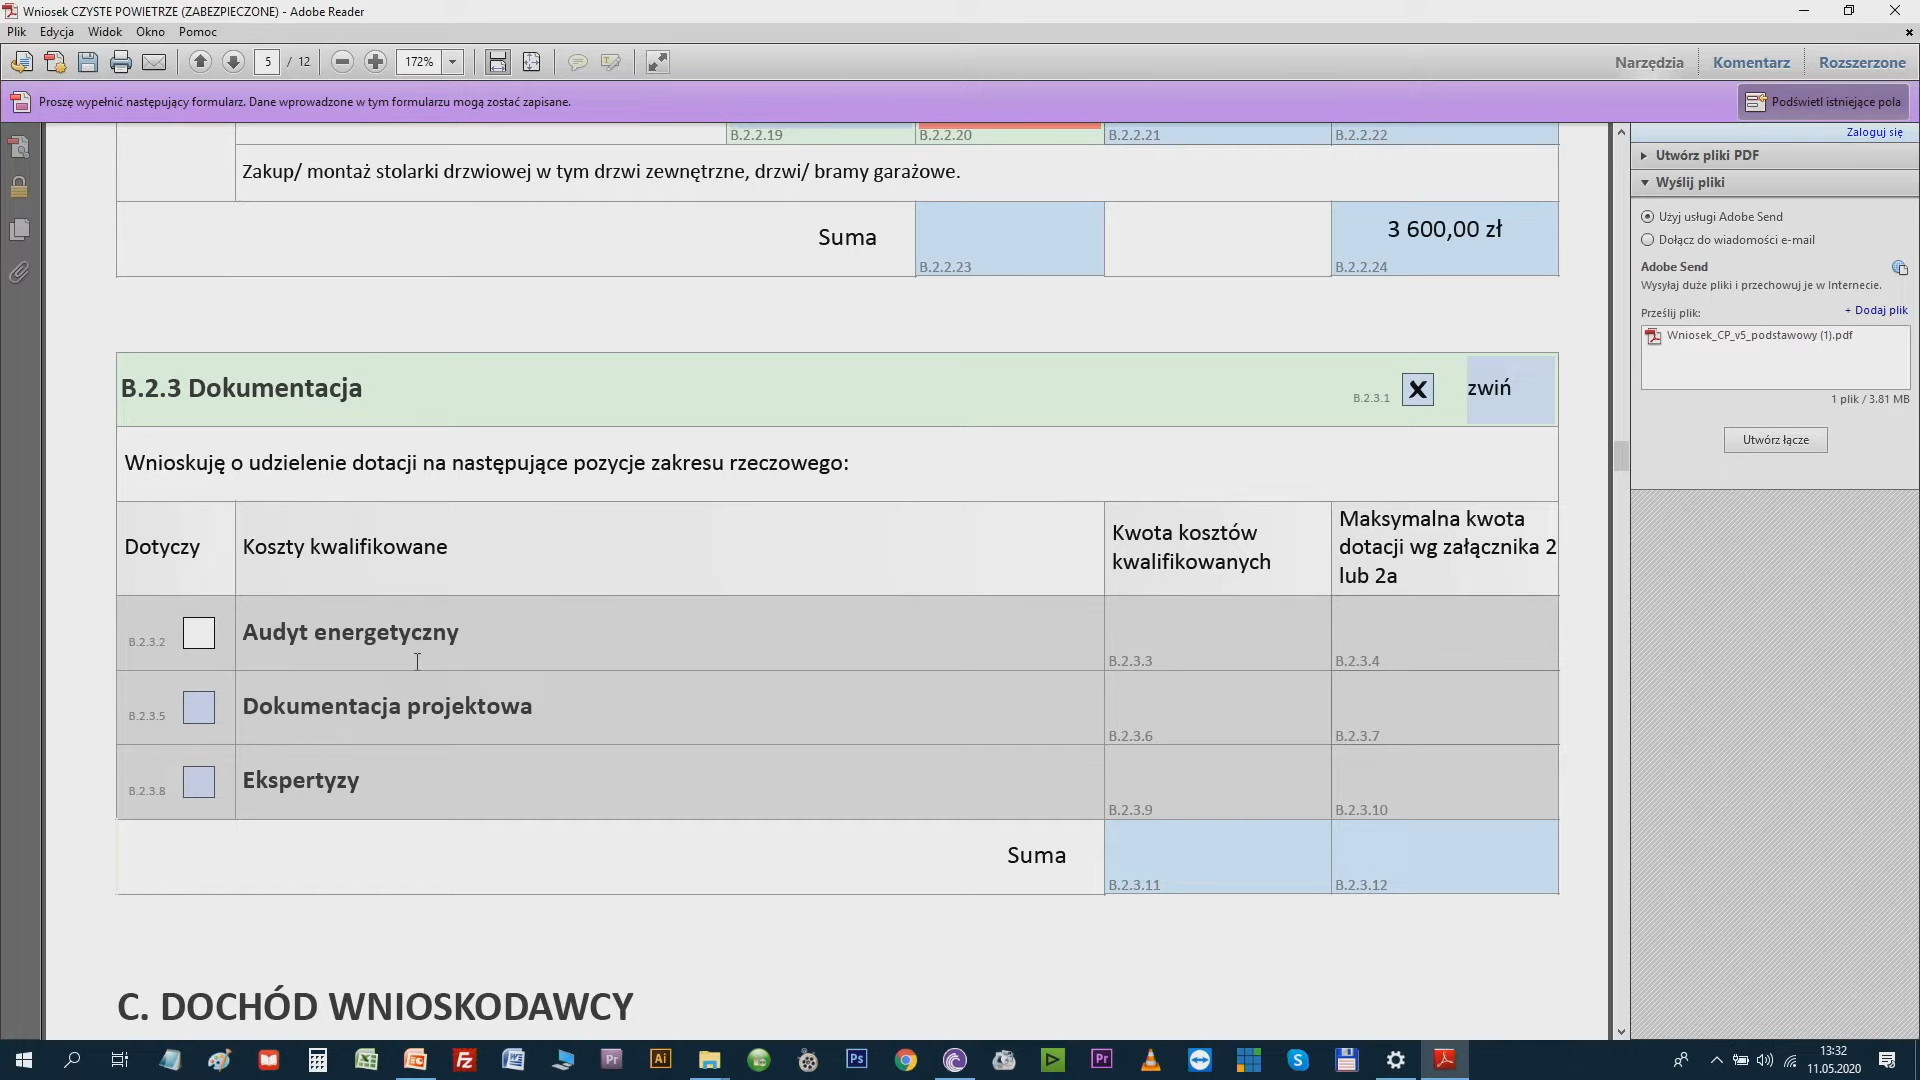 Wniosek CZYSTE POWIETRZE (ZABEZPIECZONE) - Adobe Reader
Plik Edycja Widok Okno Pomoc
5 / 12 172% Narzędzia Komentarz Rozszerzone
Proszę wypełnić następujący formularz. Dane wprowadzone w tym formularzu mogą zostać zapisane.
Podświetl istniejące pola
B.2.2.19 B.2.2.20 B.2.2.21 B.2.2.22
Zakup/ montaż stolarki drzwiowej w tym drzwi zewnętrzne, drzwi/ bramy garażowe.
Suma
B.2.2.23
3 600,00 zł
B.2.2.24
B.2.3 Dokumentacja
B.2.3.1 X zwiń
Wnioskuję o udzielenie dotacji na następujące pozycje zakresu rzeczowego:
Dotyczy
Koszty kwalifikowane
Kwota kosztów
kwalifikowanych
Maksymalna kwota
dotacji wg załącznika 2
lub 2a
B.2.3.2 Audyt energetyczny
B.2.3.3 B.2.3.4
B.2.3.5 Dokumentacja projektowa
B.2.3.6 B.2.3.7
B.2.3.8 Ekspertyzy
B.2.3.9 B.2.3.10
Suma
B.2.3.11 B.2.3.12
C. DOCHÓD WNIOSKODAWCY
Zaloguj się
Utwórz pliki PDF
Wyślij pliki
Użyj usługi Adobe Send
Dołącz do wiadomości e-mail
Adobe Send
Wysyłaj duże pliki i przechowuj je w Internecie.
Prześlij plik: + Dodaj plik
Wniosek_CP_v5_podstawowy (1).pdf
1 plik / 3.81 MB
Utwórz łącze
13:32
11.05.2020